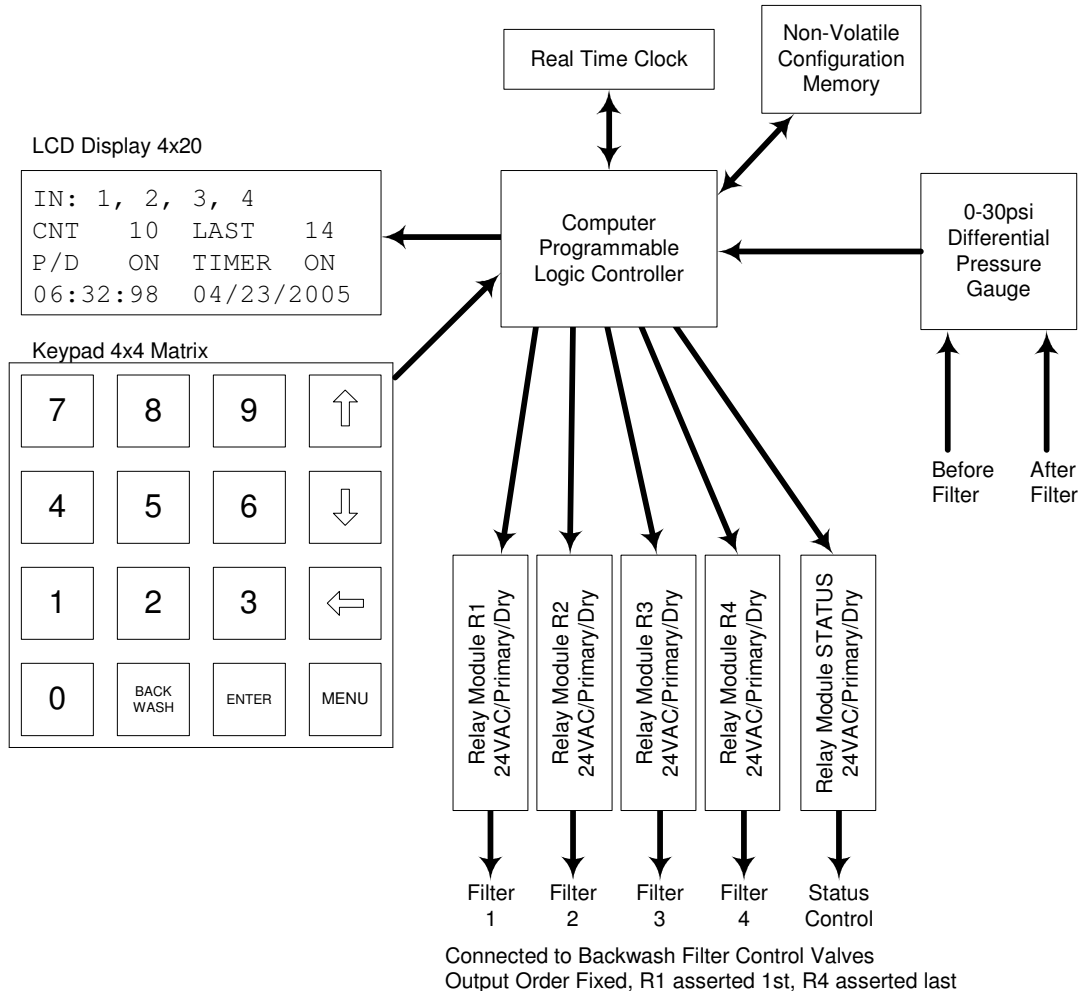 Real Time Clock
Non-Volatile
Configuration
Memory
LCD Display 4x20
IN: 1, 2, 3, 4
CNT 10 LAST 14
P/D ON TIMER ON
06:32:98 04/23/2005
Computer
Programmable
Logic Controller
0-30psi
Differential
Pressure
Gauge
Before
Filter
After
Filter
Keypad 4x4 Matrix
7 8 9 ⇧
4 5 6 ⇩
1 2 3 ⇦
0
BACK
WASH
ENTER
MENU
Relay Module R1
24VAC/Primary/Dry
Relay Module R2
24VAC/Primary/Dry
Relay Module R3
24VAC/Primary/Dry
Relay Module R4
24VAC/Primary/Dry
Relay Module STATUS
24VAC/Primary/Dry
Filter
1
Filter
2
Filter
3
Filter
4
Status
Control
Connected to Backwash Filter Control Valves
Output Order Fixed, R1 asserted 1st, R4 asserted last